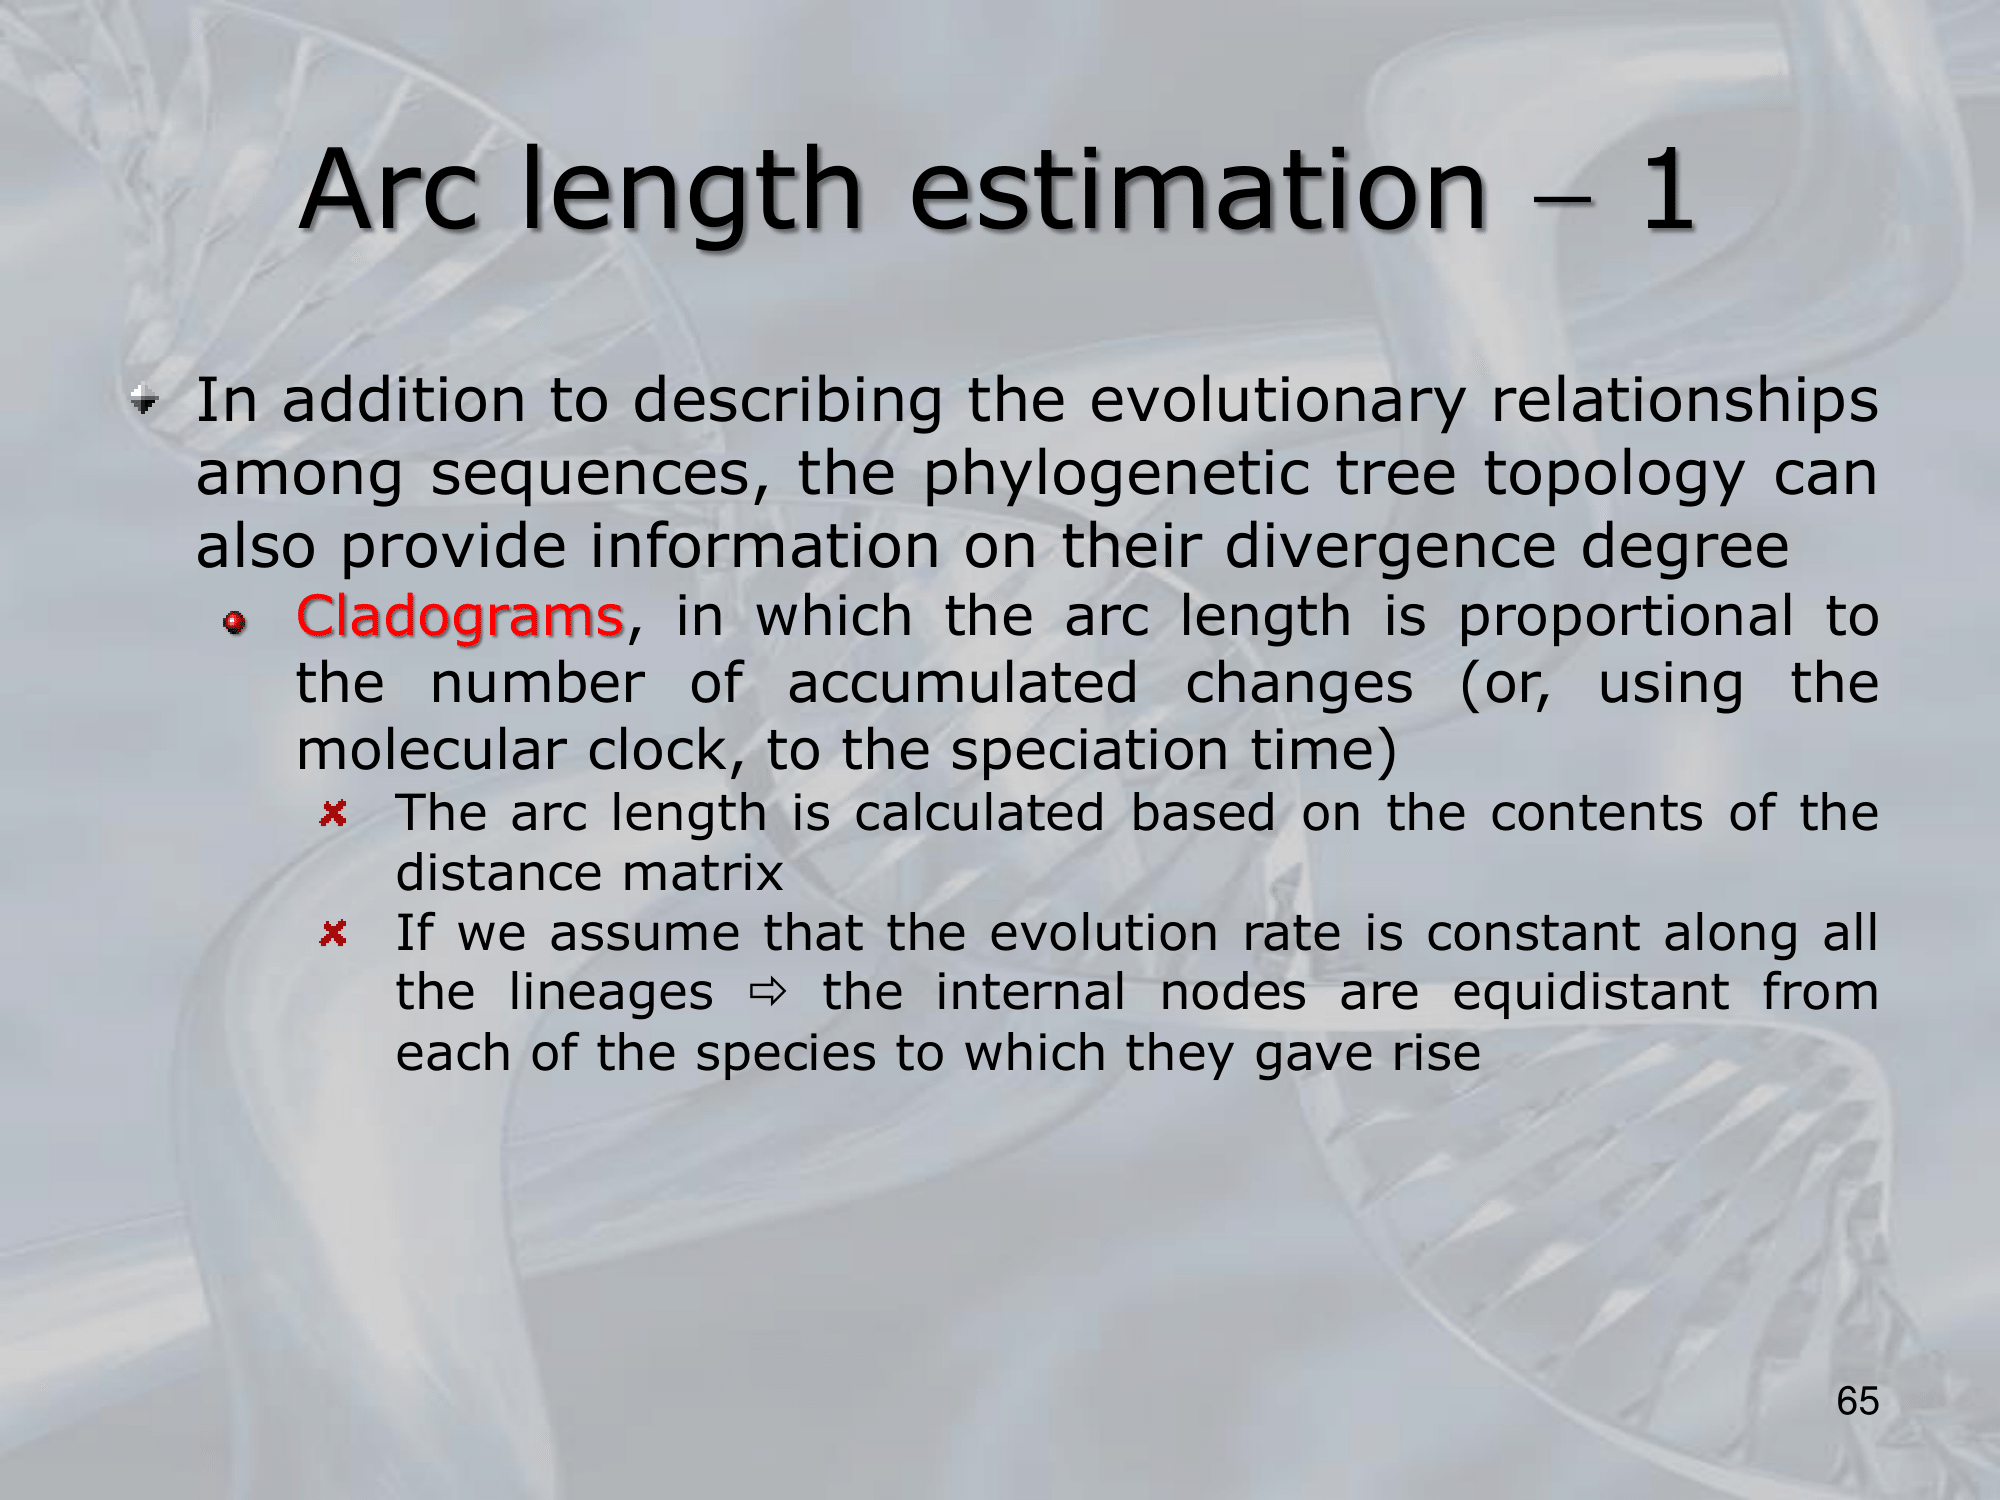 Arc length estimation – 1
In addition to describing the evolutionary relationships
among sequences, the phylogenetic tree topology can
also provide information on their divergence degree
Cladograms, in which the arc length is proportional to
the number of accumulated changes (or, using the
molecular clock, to the speciation time)
The arc length is calculated based on the contents of the
distance matrix
If we assume that the evolution rate is constant along all
the lineages ⇨ the internal nodes are equidistant from
each of the species to which they gave rise
65